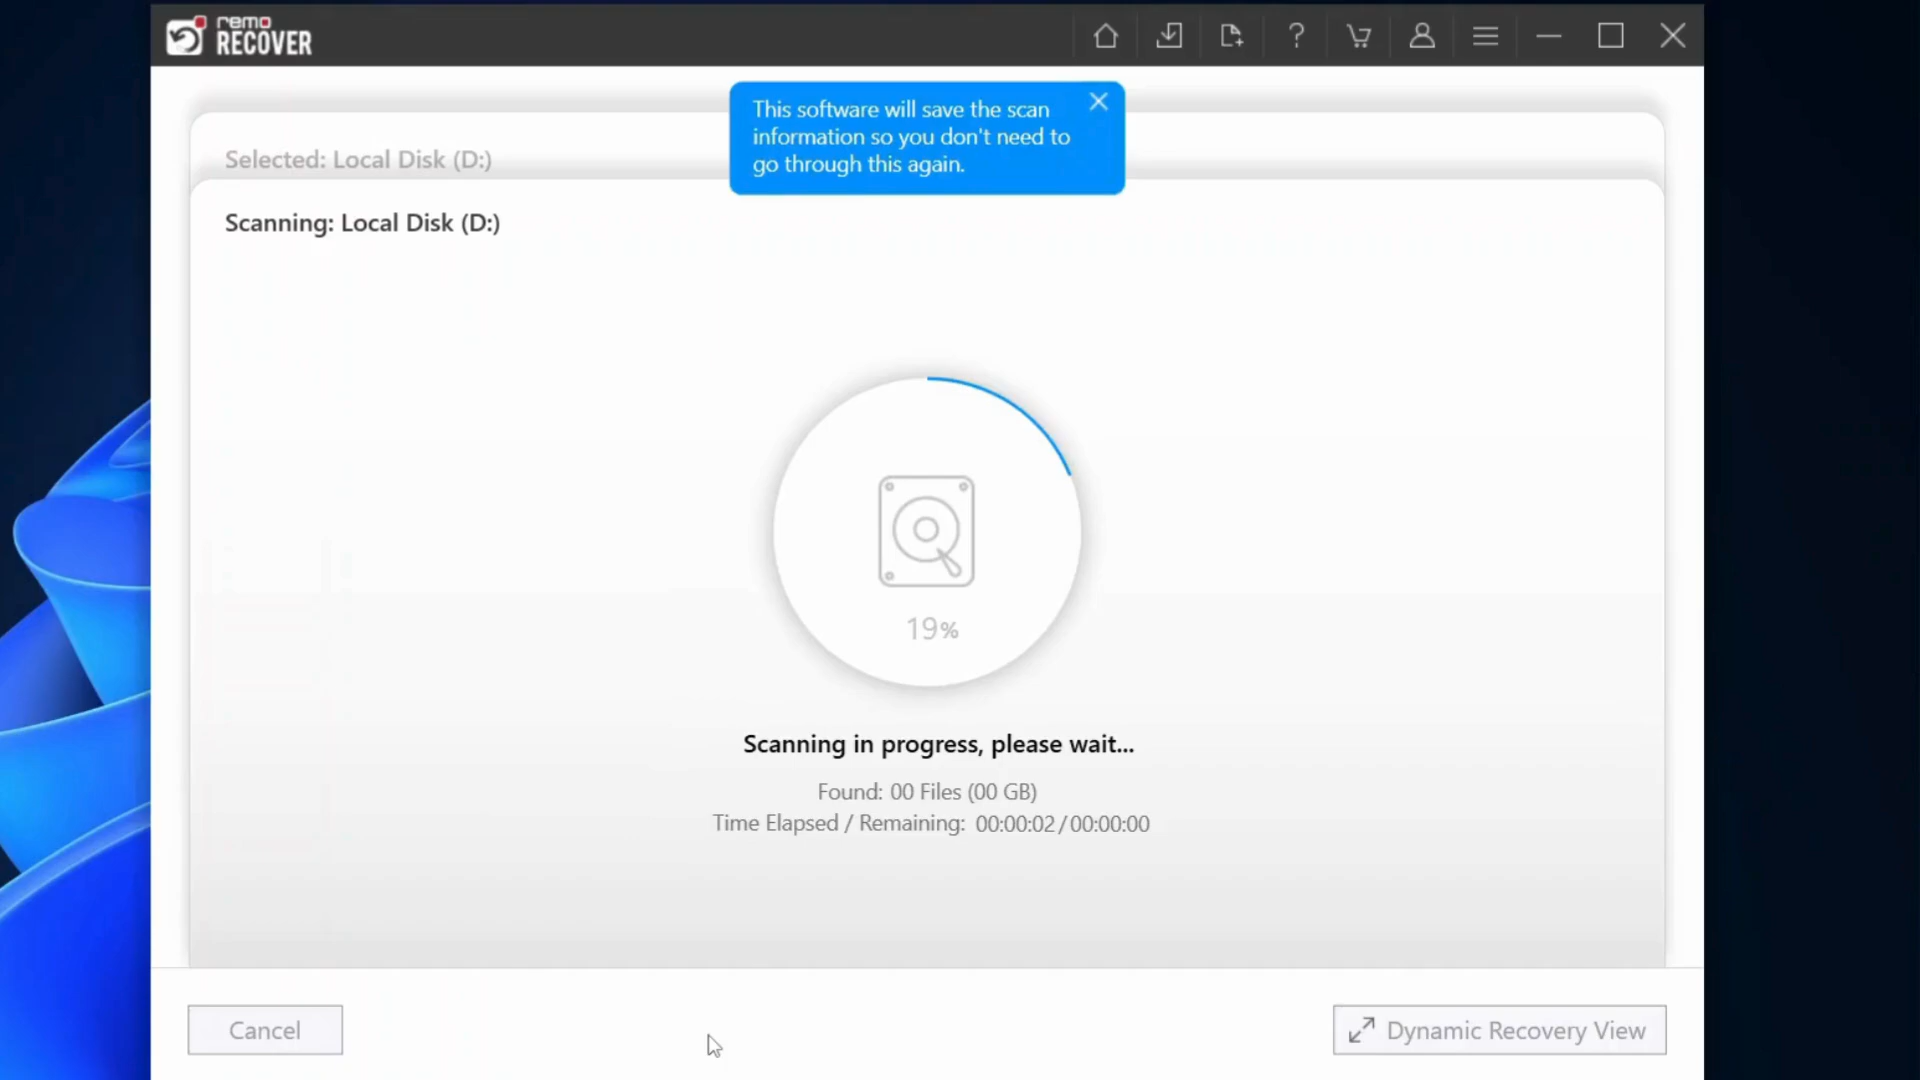 remo
RECOVER
This software will save the scan
information so you don't need to
go through this again.
Selected: Local Disk (D:)
Scanning: Local Disk (D:)
19%
Scanning in progress, please wait...
Found: 00 Files (00 GB)
Time Elapsed / Remaining: 00:00:02/00:00:00
Cancel
Dynamic Recovery View